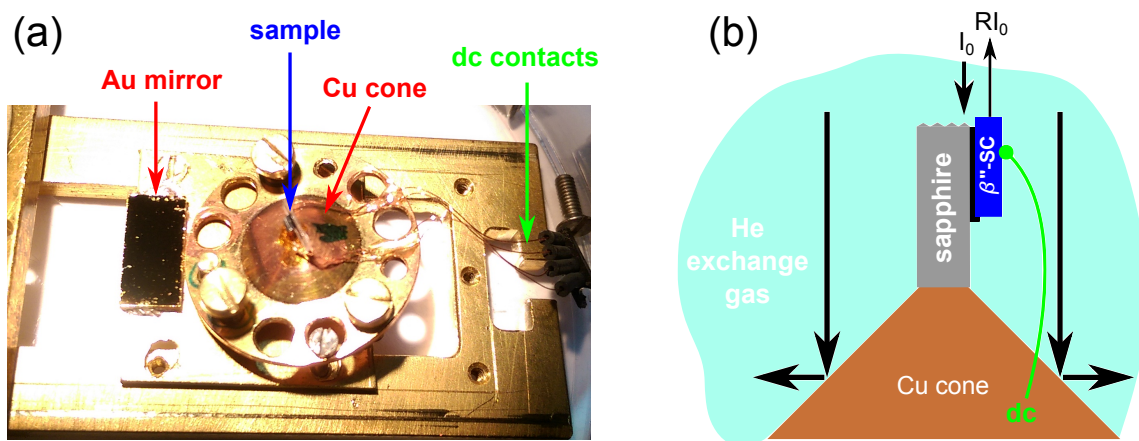 (a)
sample
dc contacts
Au mirror
Cu cone
(b)
I₀
RI₀
β"-SC
sapphire
He
exchange
gas
Cu cone
dc